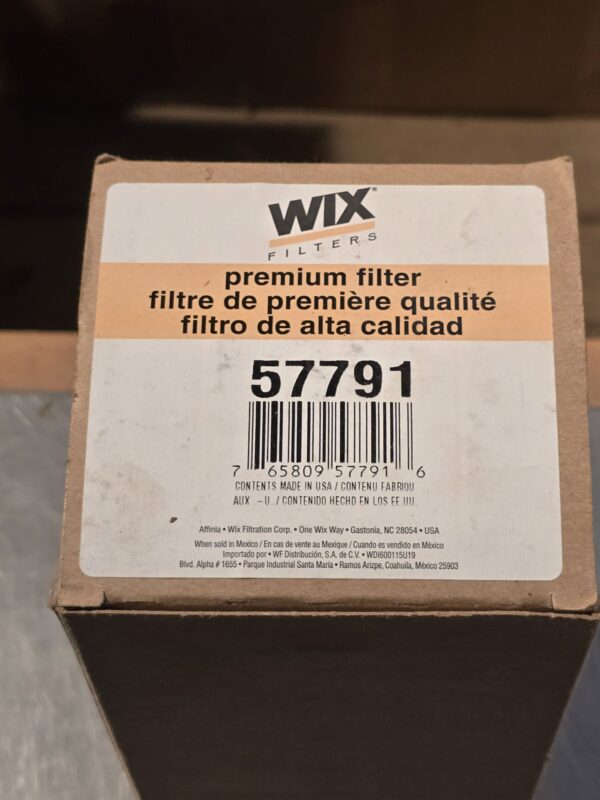 WIX
FILTERS
premium filter
filtre de première qualité
filtro de alta calidad
57791
7 65809 57791 6
CONTENTS MADE IN USA / CONTENU FABRIQU
AUX -U. / CONTENIDO HECHO EN LOS EE.UU.
Affinia • Wix Filtration Corp. • One Wix Way • Gastonia, NC 28054 • USA
When sold in Mexico / En cas de vente au Mexique / Cuando es vendido en México
Importado por • WF Distribución, S.A. de C.V. • WDI600115U19
Blvd. Alpha # 1655 • Parque Industrial Santa María • Ramos Arizpe, Coahuila, México 25903